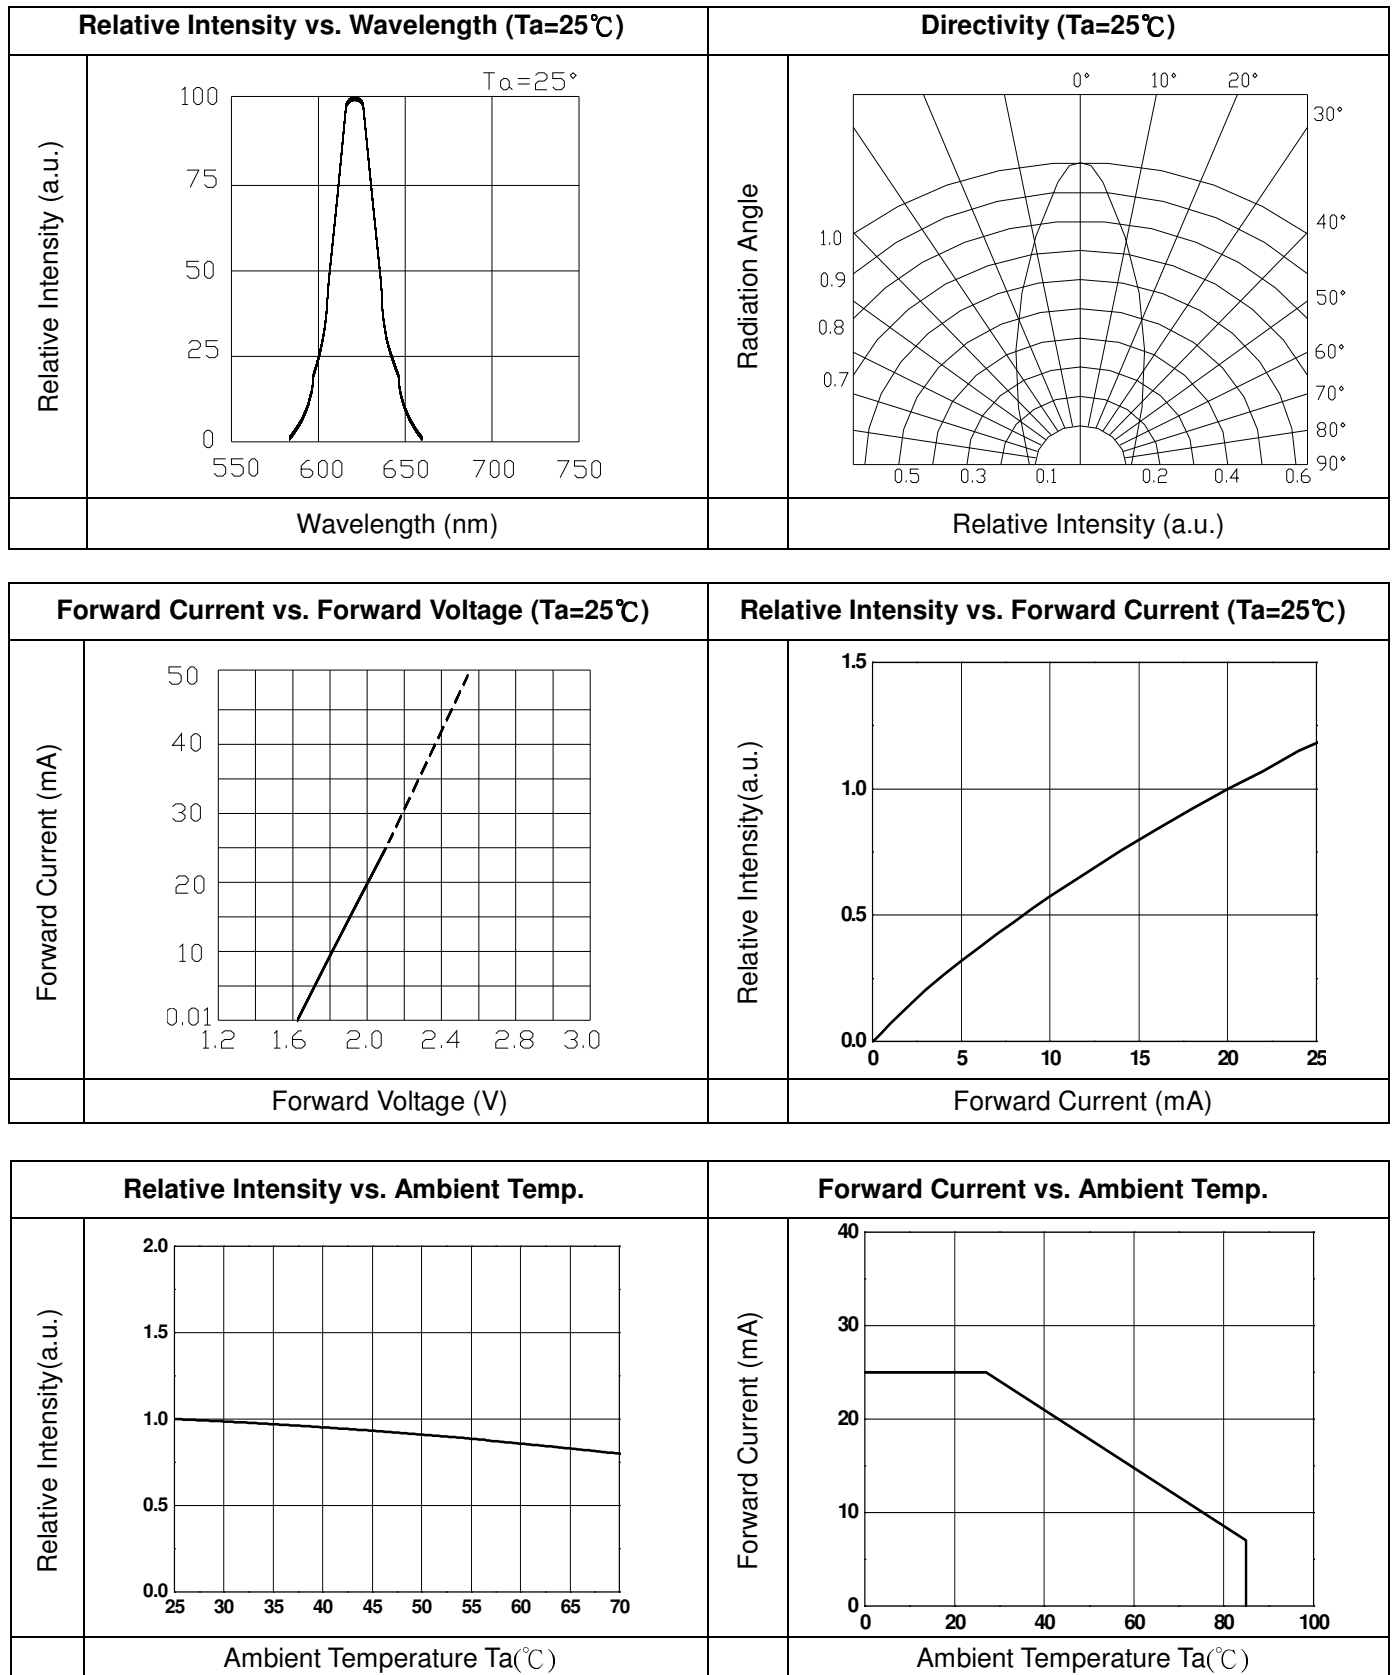 Relative Intensity vs. Wavelength (Ta=25℃)
Directivity (Ta=25℃)
Relative Intensity (a.u.)
Ta=25°
100
75
50
25
0
550 600 650 700 750
Wavelength (nm)
Radiation Angle
0° 10° 20°
30°
40°
50°
60°
70°
80°
90°
1.0
0.9
0.8
0.7
0.5 0.3 0.1 0.2 0.4 0.6
Relative Intensity (a.u.)
Forward Current vs. Forward Voltage (Ta=25℃)
Relative Intensity vs. Forward Current (Ta=25℃)
Forward Current (mA)
50
40
30
20
10
0.01
1.2 1.6 2.0 2.4 2.8 3.0
Forward Voltage (V)
Relative Intensity(a.u.)
1.5
1.0
0.5
0.0
0 5 10 15 20 25
Forward Current (mA)
Relative Intensity vs. Ambient Temp.
Forward Current vs. Ambient Temp.
Relative Intensity(a.u.)
2.0
1.5
1.0
0.5
0.0
25 30 35 40 45 50 55 60 65 70
Ambient Temperature Ta(℃)
Forward Current (mA)
40
30
20
10
0
0 20 40 60 80 100
Ambient Temperature Ta(℃)